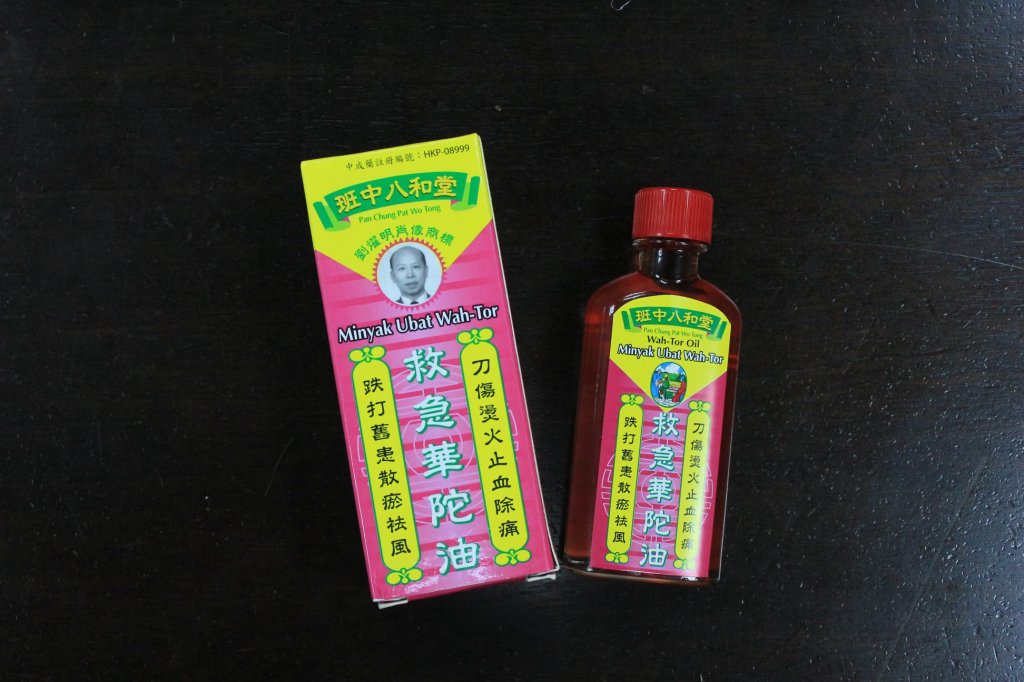 中成藥註冊編號：HKP-08999
班中八和堂
Pan Chung Pat Wo Tong
劉燿明肖像商標
Minyak Ubat Wah-Tor
刀傷燙火止血除痛
救急華陀油
跌打舊患散瘀祛風
班中八和堂
Pan Chung Pat Wo Tong
Wah-Tor Oil
Minyak Ubat Wah-Tor
刀傷燙火止血除痛
救急華陀油
跌打舊患散瘀祛風